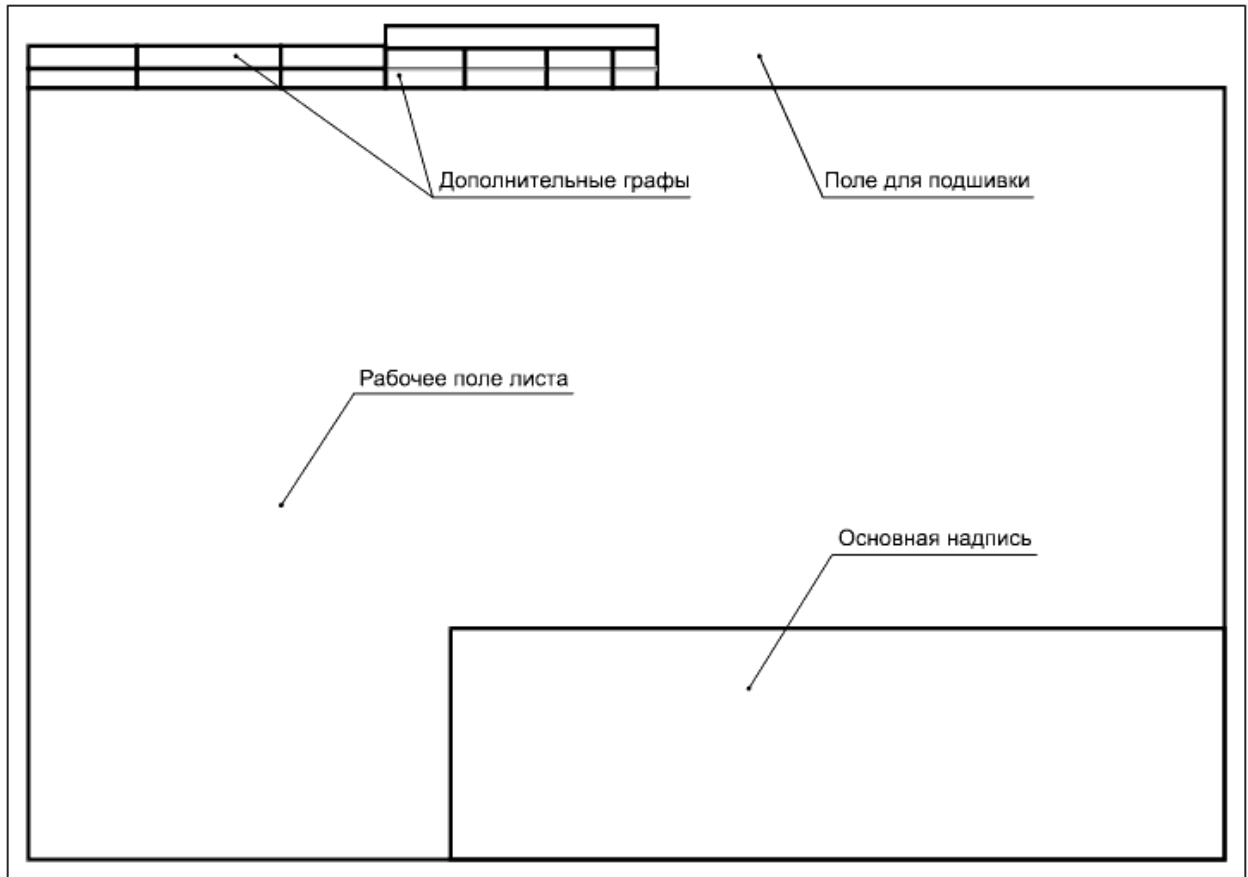 Дополнительные графы
Поле для подшивки
Рабочее поле листа
Основная надпись